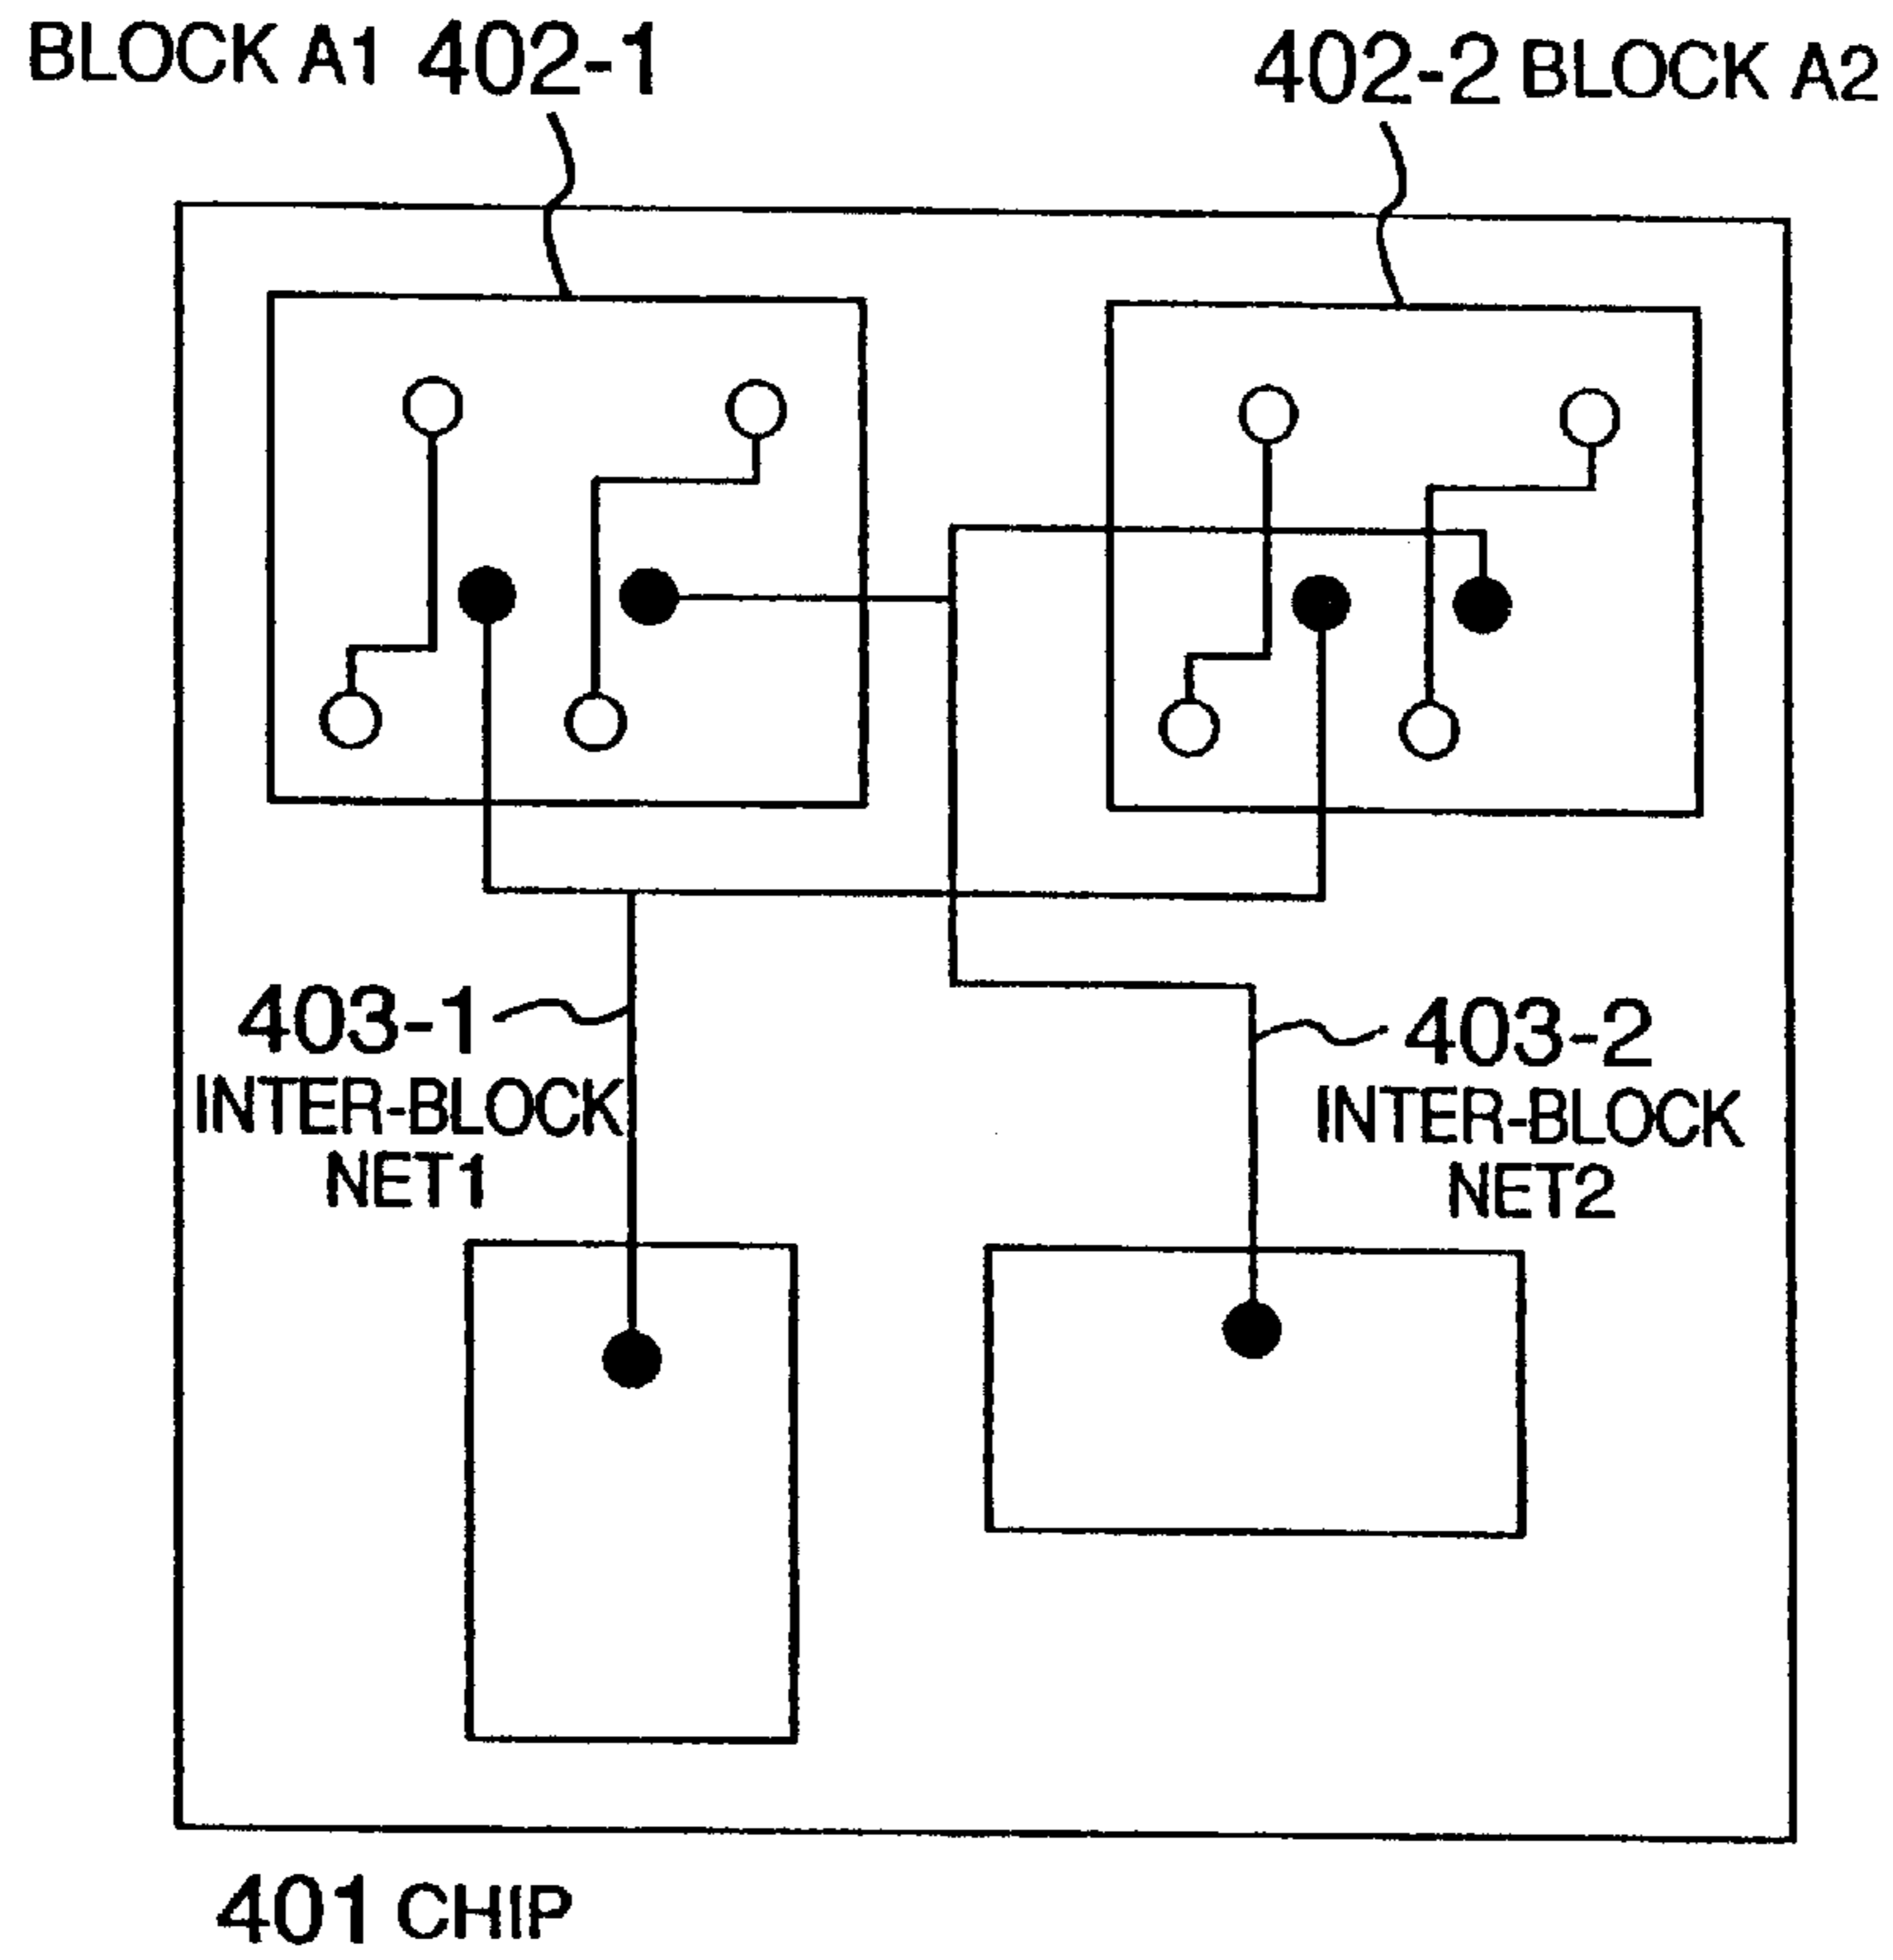 BLOCK A1 402-1
402-2 BLOCK A2
403-1
INTER-BLOCK
NET1
403-2
INTER-BLOCK
NET2
401 CHIP